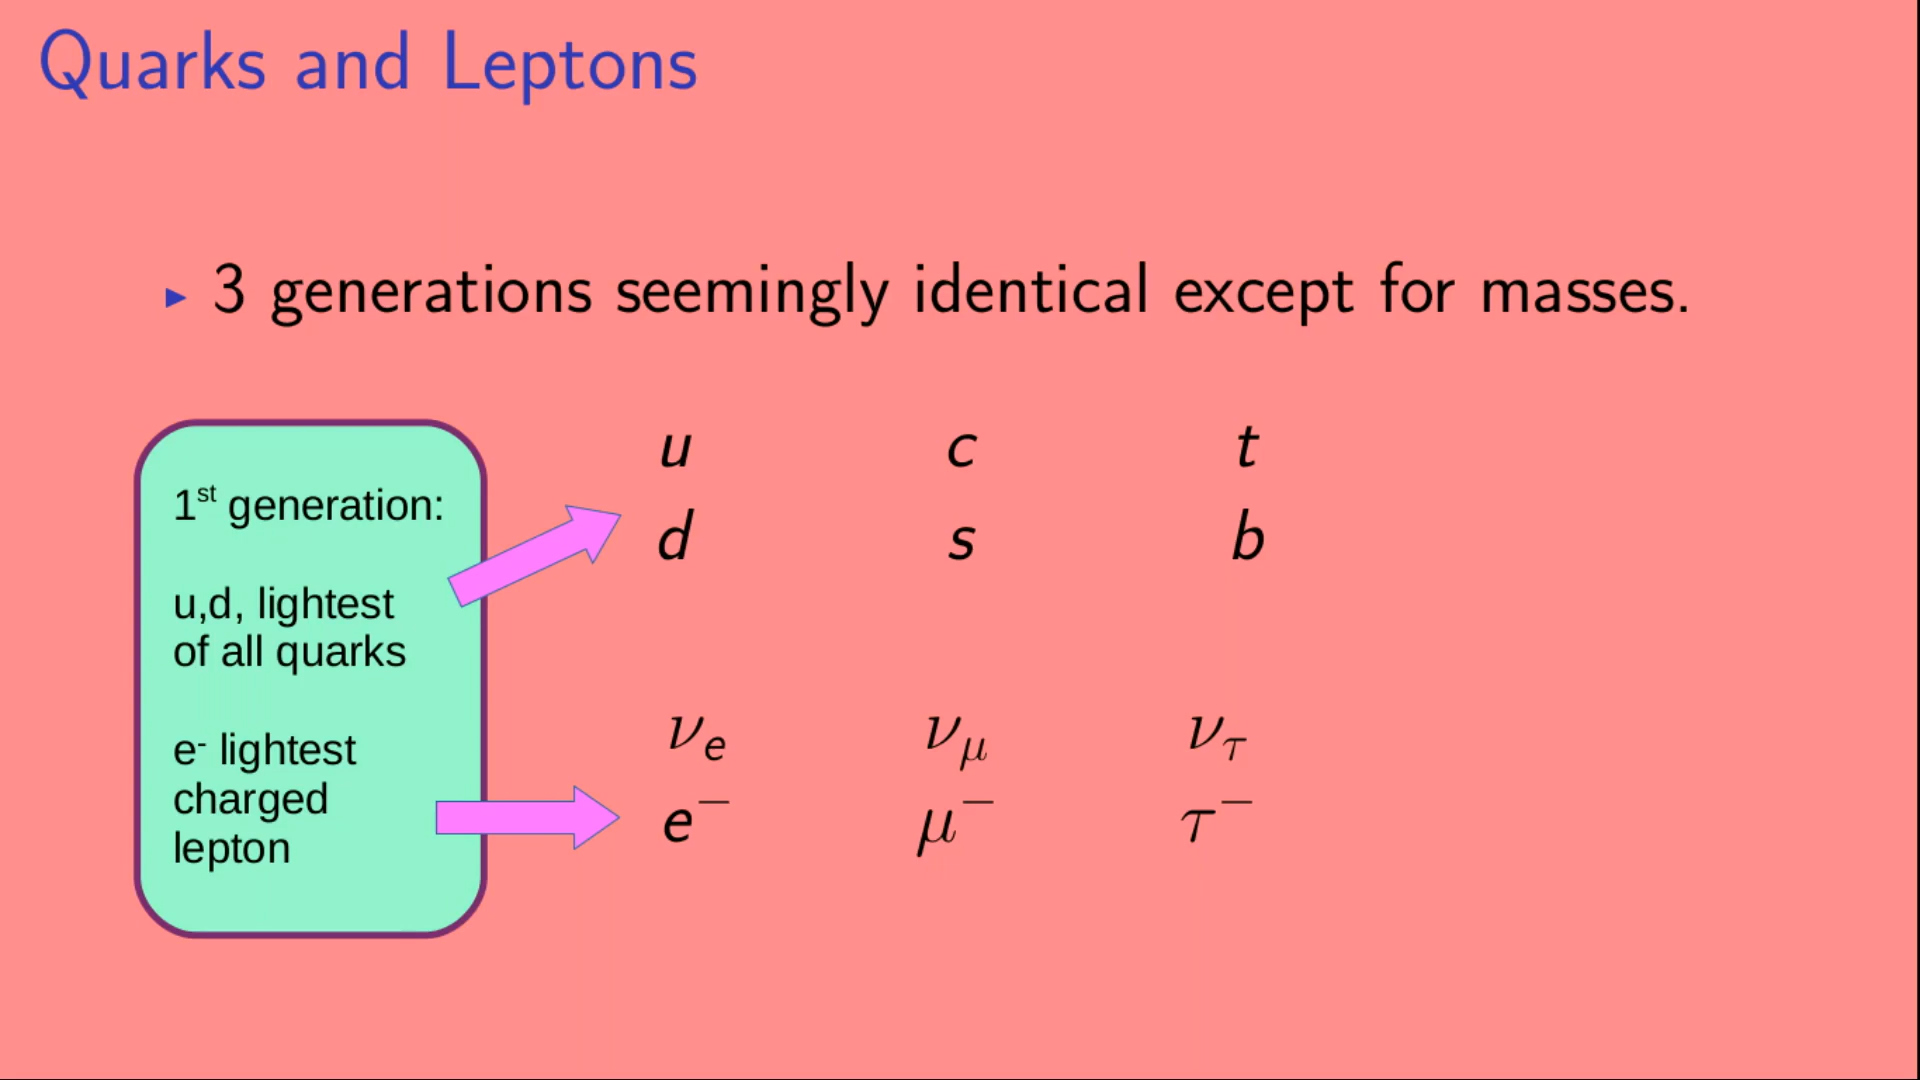 Quarks and Leptons
▶ 3 generations seemingly identical except for masses.
1st generation:
u,d, lightest
of all quarks
e- lightest
charged
lepton
u c t
d s b
νe νμ ντ
e− μ− τ−